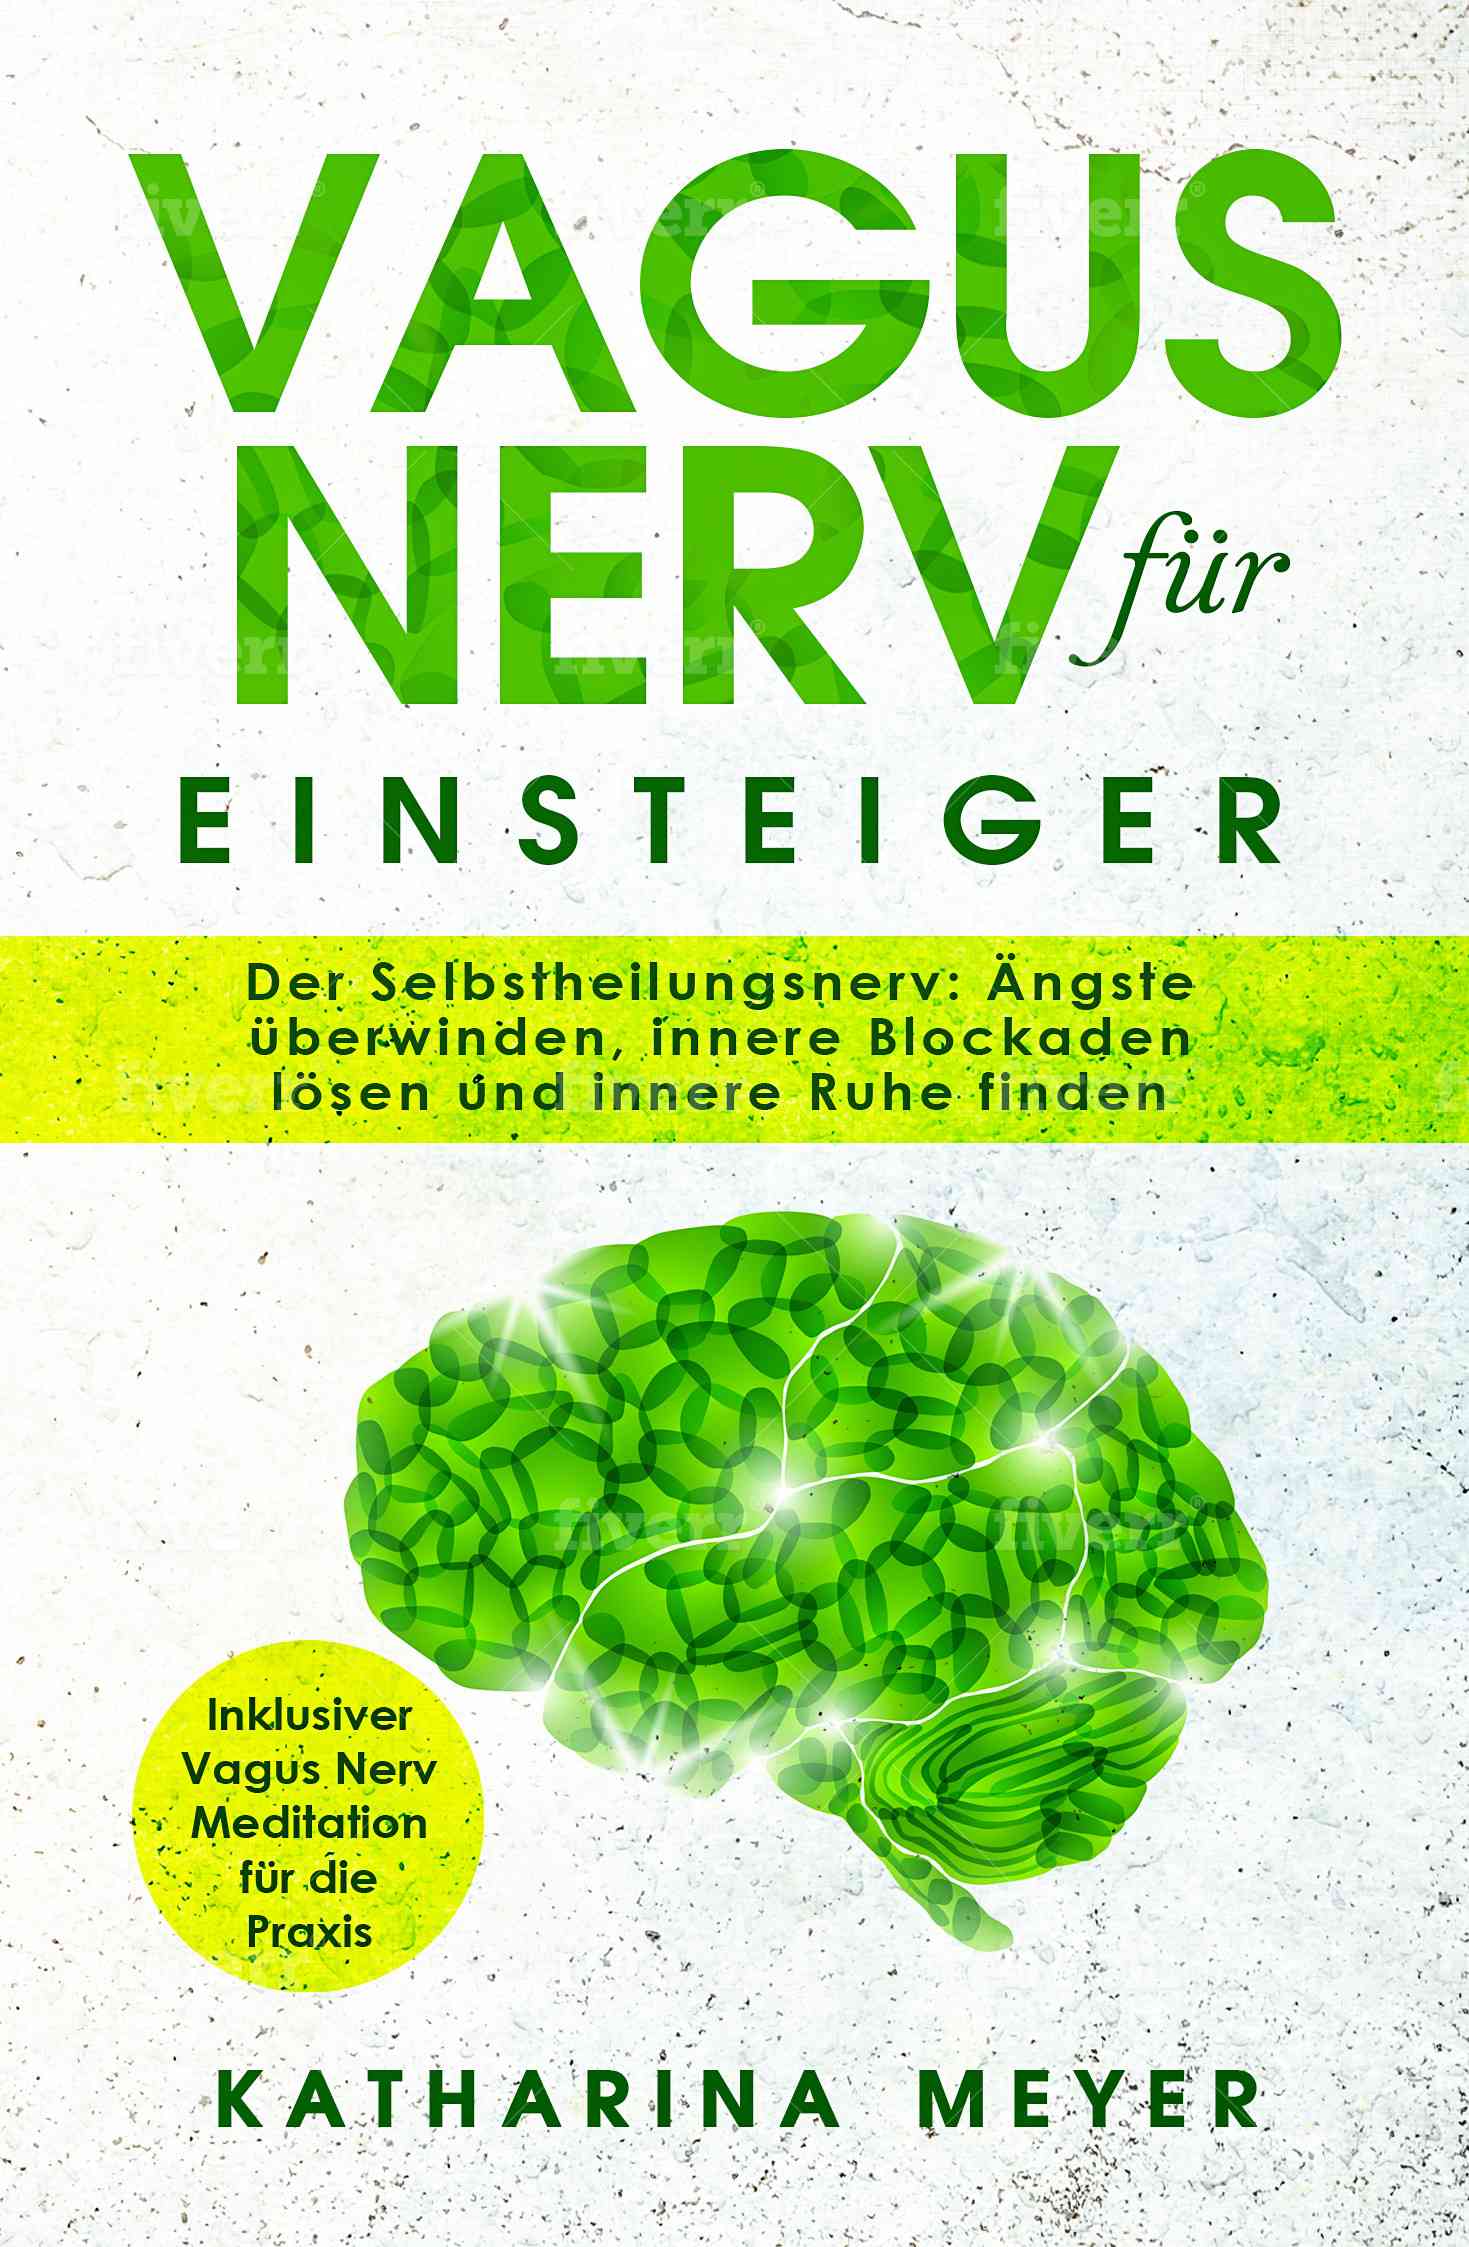 VAGUS
NERV für
EINSTEIGER
Der Selbstheilungsnerv: Ängste
überwinden, innere Blockaden
lösen und innere Ruhe finden
Inklusiver
Vagus Nerv
Meditation
für die
Praxis
KATHARINA MEYER
fiverr®